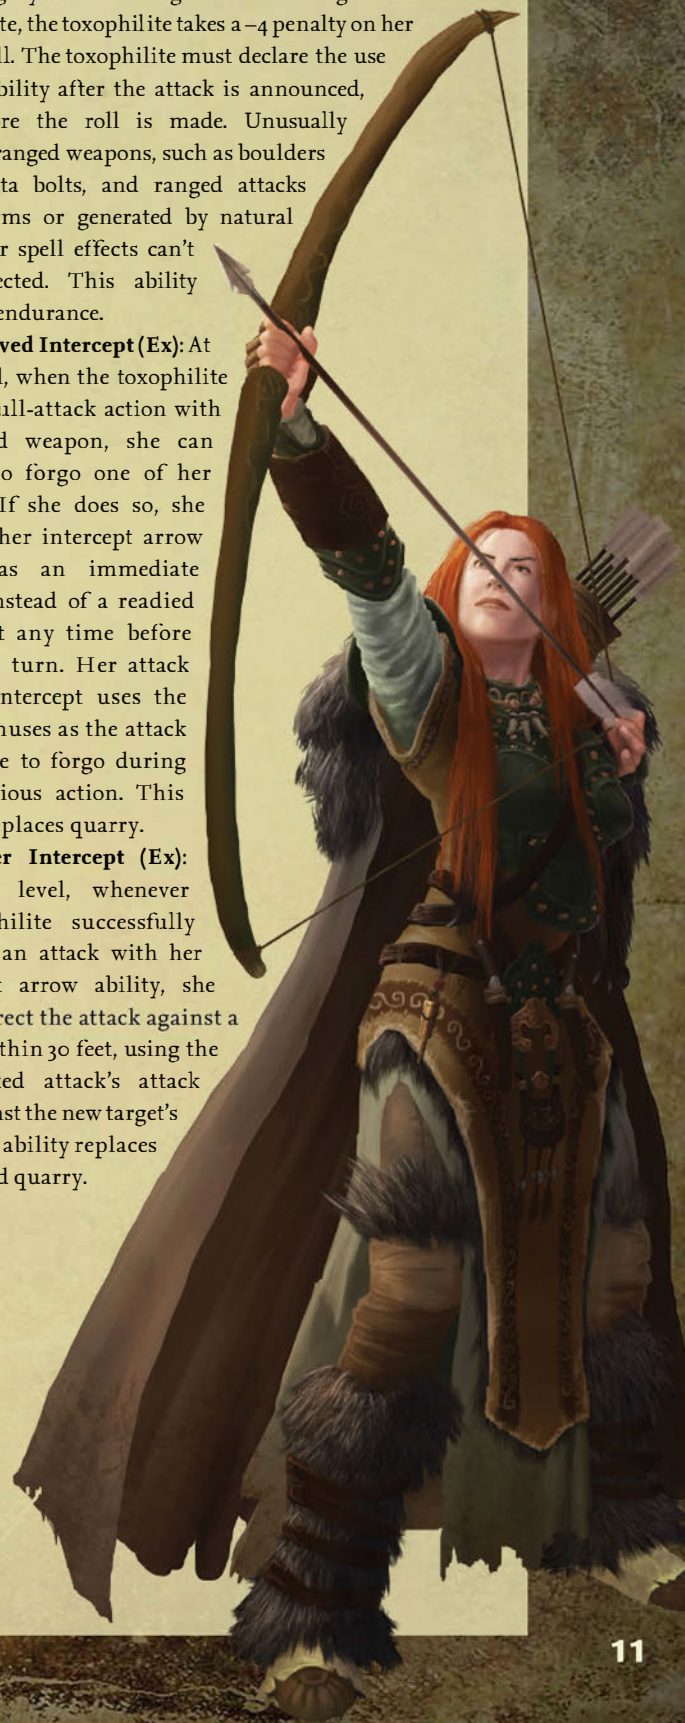 te, the toxophilite takes a –4 penalty on her
ll. The toxophilite must declare the use
bility after the attack is announced,
re the roll is made. Unusually
ranged weapons, such as boulders
ta bolts, and ranged attacks
ms or generated by natural
r spell effects can't
ected. This ability
endurance.
ved Intercept (Ex): At
l, when the toxophilite
ull-attack action with
d weapon, she can
o forgo one of her
If she does so, she
her intercept arrow
as an immediate
nstead of a readied
t any time before
turn. Her attack
ntercept uses the
nuses as the attack
e to forgo during
ious action. This
places quarry.
er Intercept (Ex):
level, whenever
hilite successfully
an attack with her
t arrow ability, she
rect the attack against a
thin 30 feet, using the
ted attack's attack
nst the new target's
ability replaces
d quarry.
11